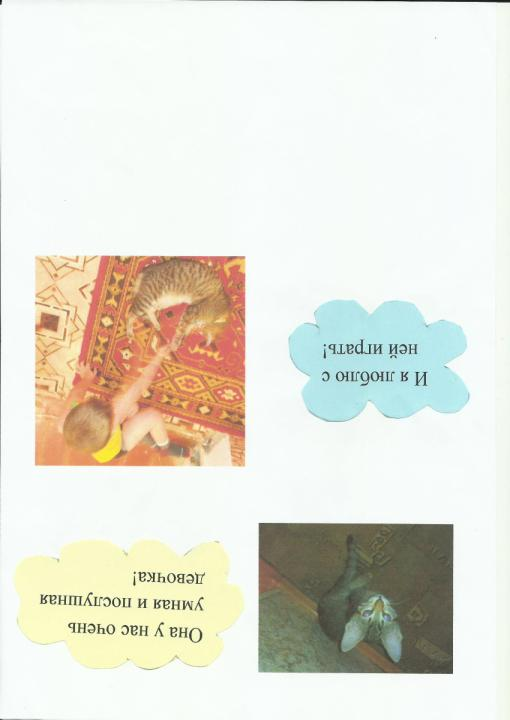 Она у нас очень
умная и послушная
девочка!
И я люблю с
ней играть!